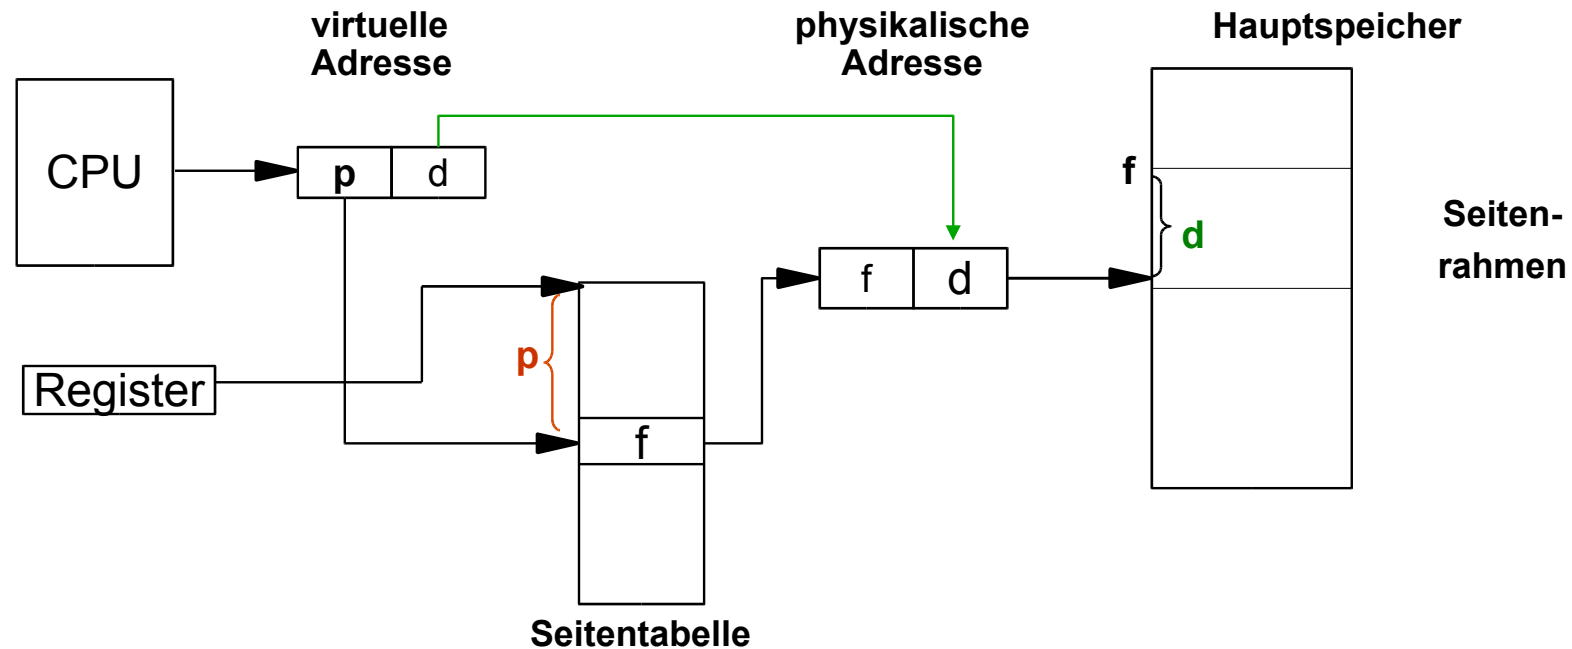 virtuelle
Adresse
physikalische
Adresse
Hauptspeicher
CPU
p d
f
d
Seiten-
rahmen
f d
p
Register
f
Seitentabelle